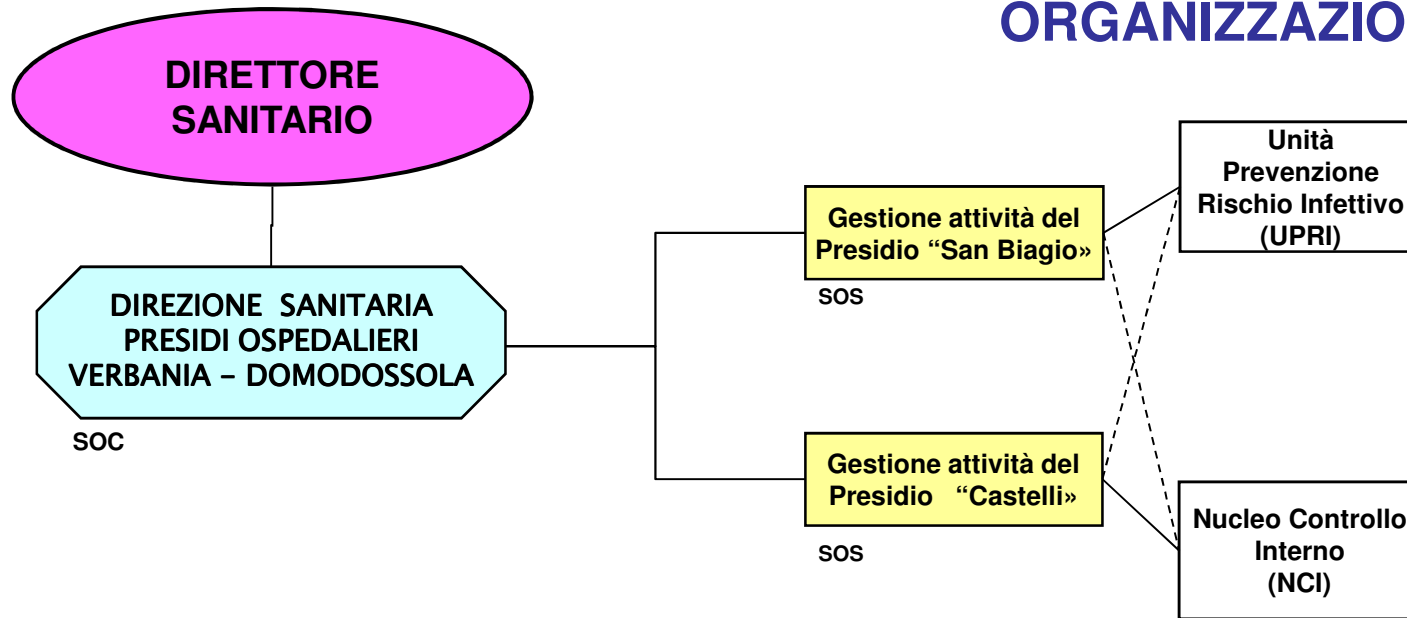 ORGANIZZAZIO
DIRETTORE
SANITARIO
DIREZIONE SANITARIA
PRESIDI OSPEDALIERI
VERBANIA – DOMODOSSOLA
SOC
Gestione attività del
Presidio “San Biagio»
SOS
Gestione attività del
Presidio “Castelli»
SOS
Unità
Prevenzione
Rischio Infettivo
(UPRI)
Nucleo Controllo
Interno
(NCI)